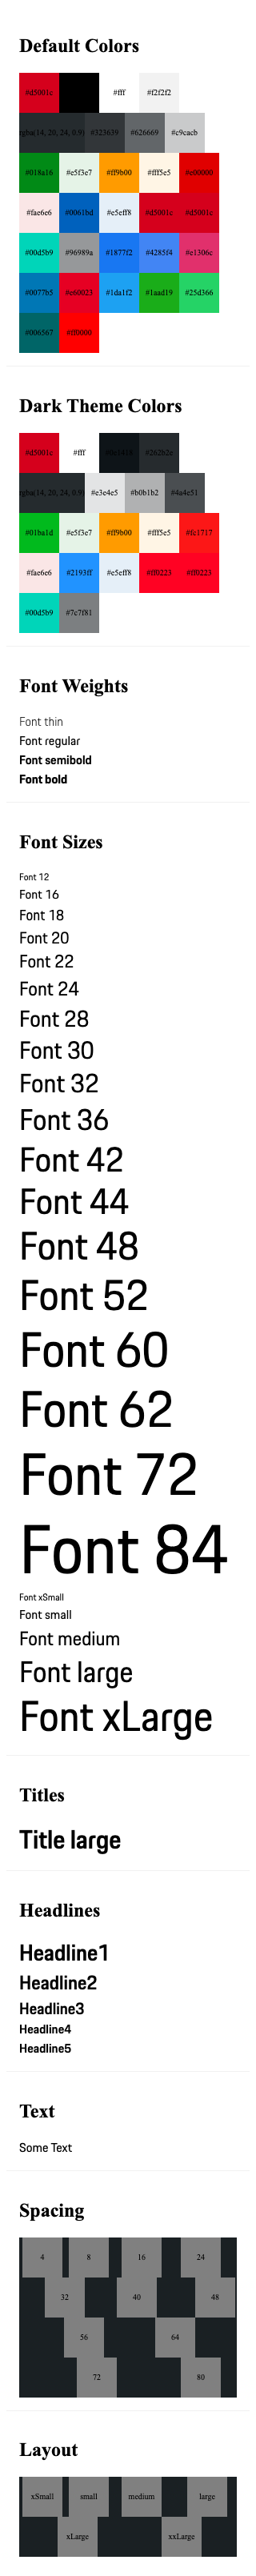 Default Colors
#d5001c #fff #f2f2f2
rgba(14, 20, 24, 0.9) #323639 #626669 #c9cacb
#018a16 #e5f3e7 #ff9b00 #fff5e5 #e00000
#fae6e6 #0061bd #e5eff8 #d5001c #d5001c
#00d5b9 #96989a #1877f2 #4285f4 #e1306c
#0077b5 #e60023 #1da1f2 #1aad19 #25d366
#006567 #ff0000
Dark Theme Colors
#d5001c #fff #0e1418 #262b2e
rgba(14, 20, 24, 0.9) #e3e4e5 #b0b1b2 #4a4e51
#01ba1d #e5f3e7 #ff9b00 #fff5e5 #fc1717
#fae6e6 #2193ff #e5eff8 #ff0223 #ff0223
#00d5b9 #7c7f81
Font Weights
Font thin
Font regular
Font semibold
Font bold
Font Sizes
Font 12
Font 16
Font 18
Font 20
Font 22
Font 24
Font 28
Font 30
Font 32
Font 36
Font 42
Font 44
Font 48
Font 52
Font 60
Font 62
Font 72
Font 84
Font xSmall
Font small
Font medium
Font large
Font xLarge
Titles
Title large
Headlines
Headline1
Headline2
Headline3
Headline4
Headline5
Text
Some Text
Spacing
4 8 16 24
32 40 48
56 64
72 80
Layout
xSmall small medium large
xLarge xxLarge